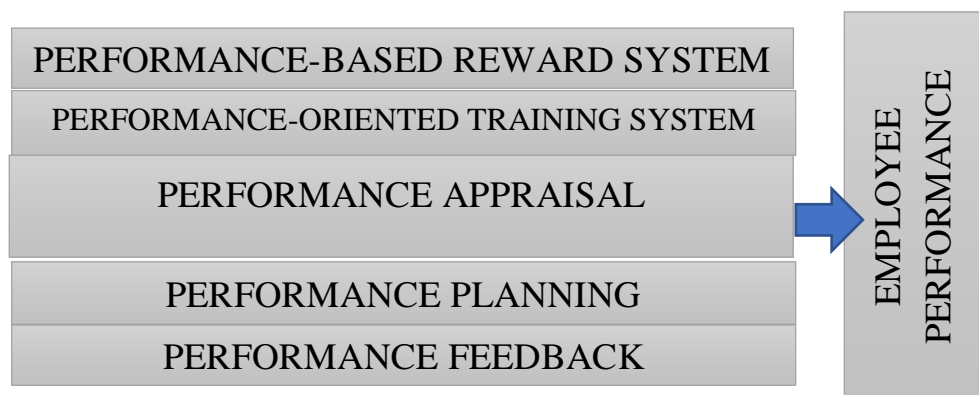 PERFORMANCE-BASED REWARD SYSTEM
PERFORMANCE-ORIENTED TRAINING SYSTEM
PERFORMANCE APPRAISAL
PERFORMANCE PLANNING
PERFORMANCE FEEDBACK
EMPLOYEE
PERFORMANCE